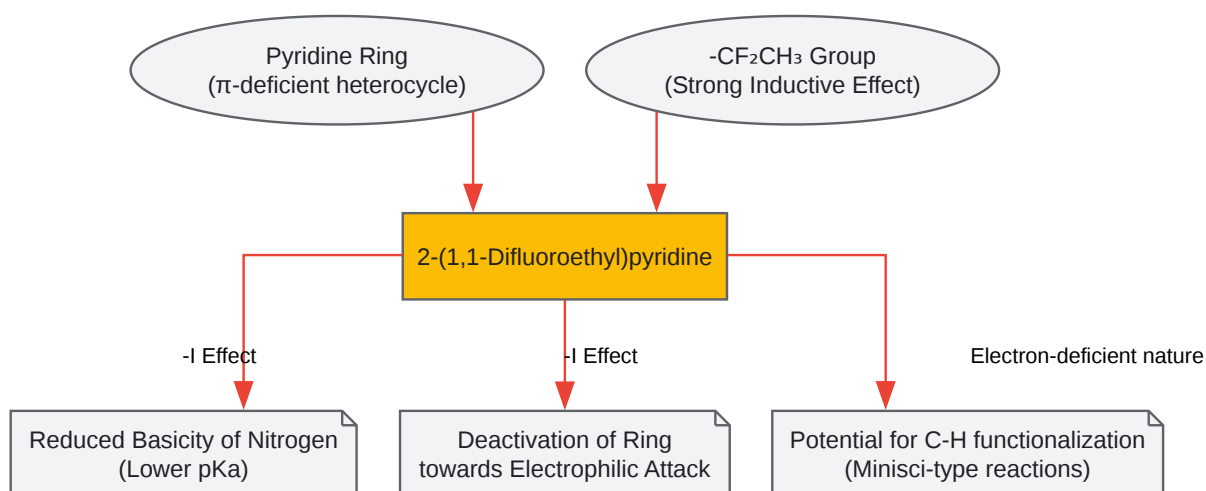 Pyridine Ring
(π-deficient heterocycle)
-CF₂CH₃ Group
(Strong Inductive Effect)
2-(1,1-Difluoroethyl)pyridine
-I Effect
-I Effect
Electron-deficient nature
Reduced Basicity of Nitrogen
(Lower pKa)
Deactivation of Ring
towards Electrophilic Attack
Potential for C-H functionalization
(Minisci-type reactions)